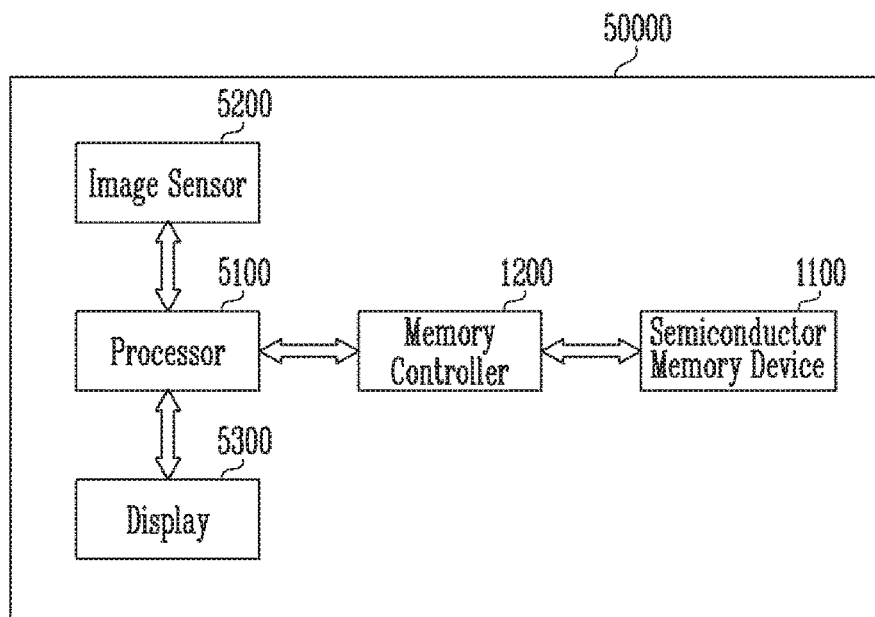 50000
5200
Image Sensor
5100
Processor
1200
Memory
Controller
1100
Semiconductor
Memory Device
5300
Display